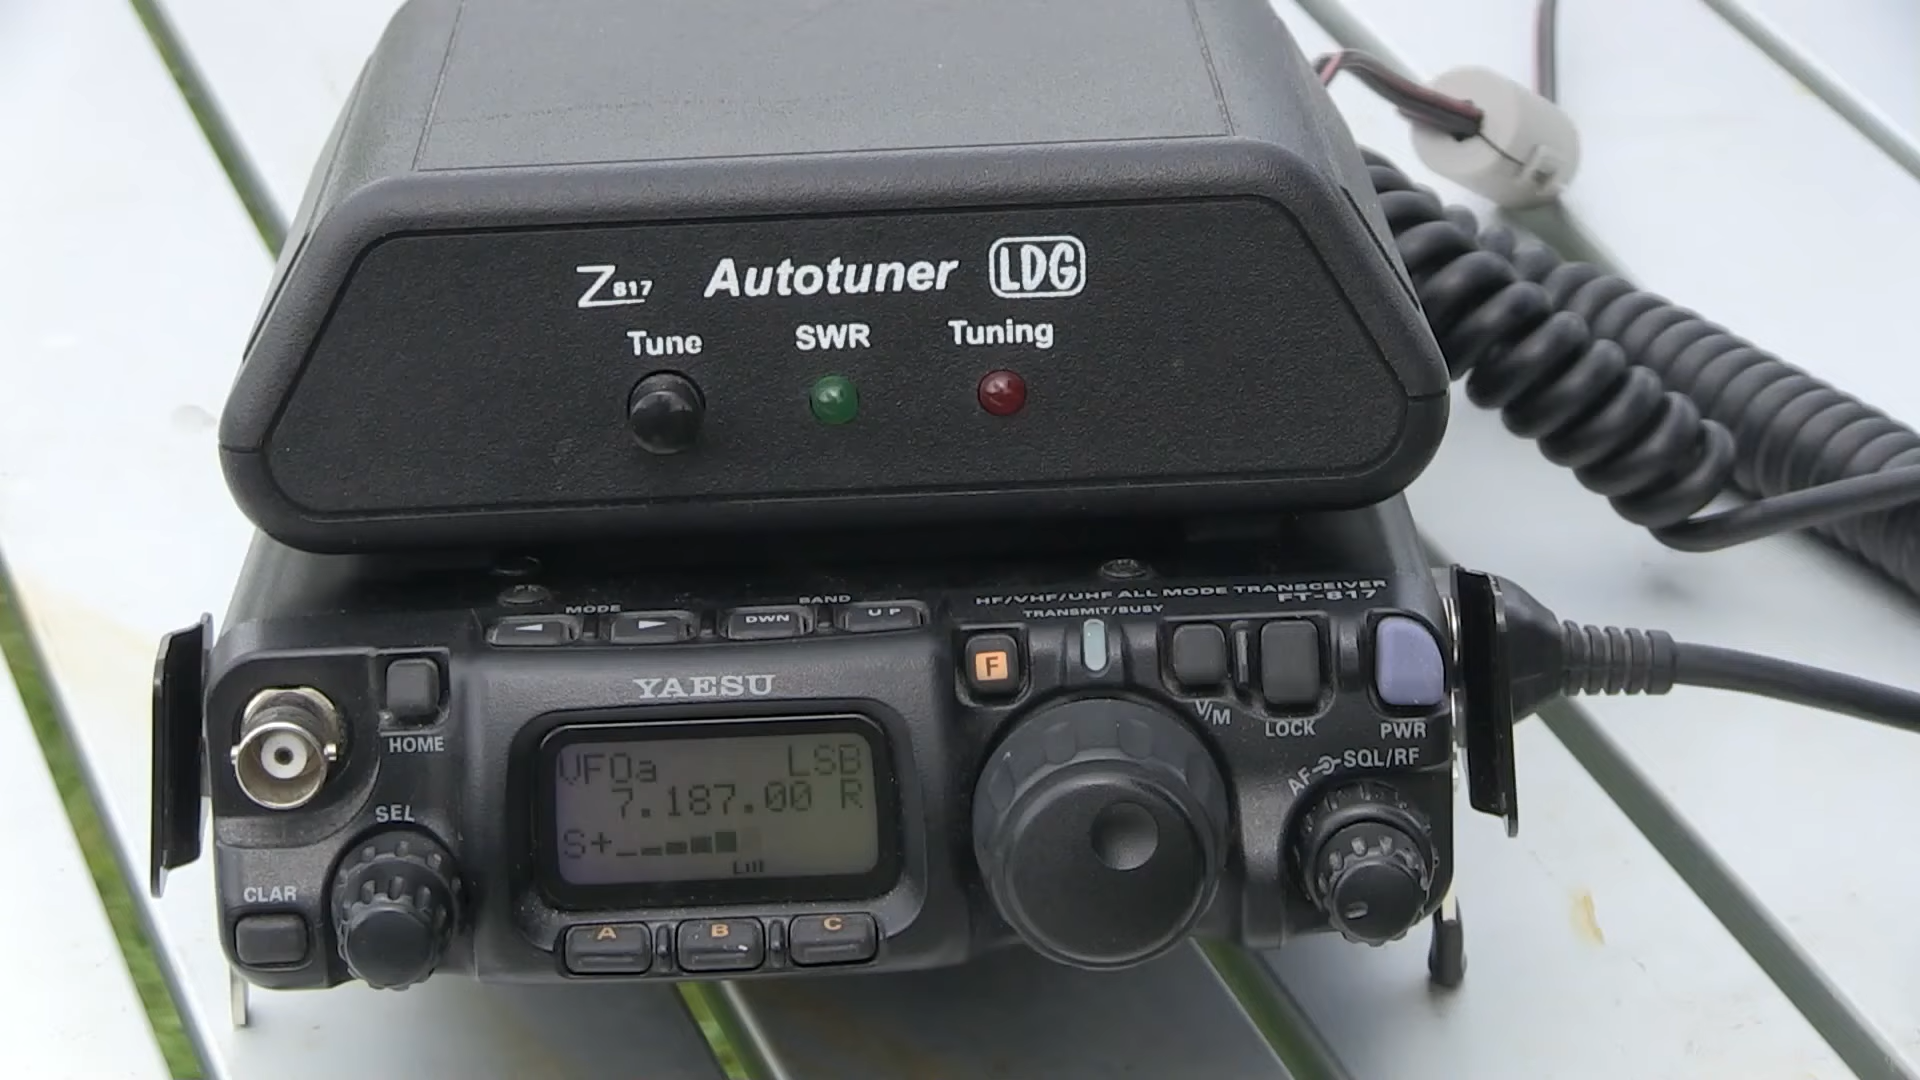 Z817 Autotuner LDG
Tune SWR Tuning
MODE BAND
DWN UP
HF/VHF/UHF ALL MODE TRANSCEIVER
FT-817
TRANSMIT/BUSY
F
YAESU
HOME
V/M LOCK PWR
VFOa LSB
7.187.00 R
S+
AF SQL/RF
SEL
CLAR
A B C